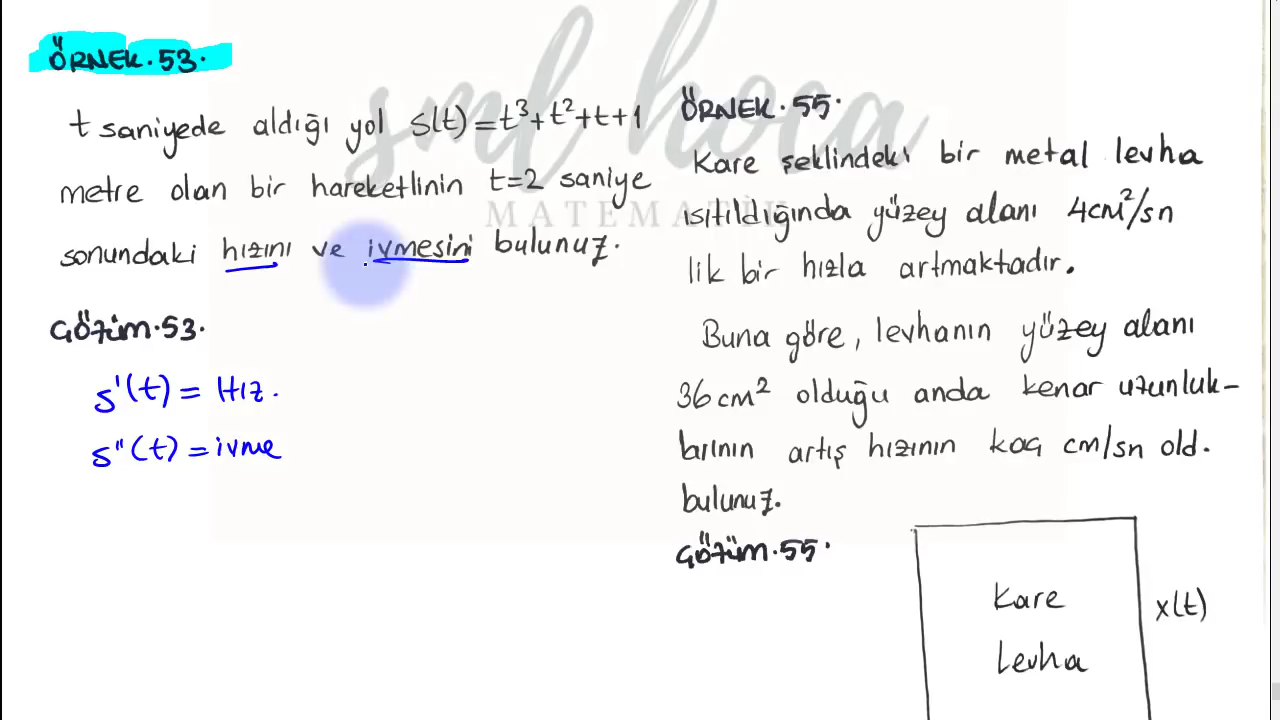 ÖRNEK.53.
t saniyede aldığı yol s(t)=t³+t²+t+1
metre olan bir hareketlinin t=2 saniye
sonundaki hızını ve ivmesini bulunuz.
ÇÖZÜM.53.
s'(t) = Hız.
s''(t) = ivme
ÖRNEK.55.
Kare şeklindeki bir metal levha
ısıtıldığında yüzey alanı 4cm²/sn
lik bir hızla artmaktadır.
Buna göre, levhanın yüzey alanı
36cm² olduğu anda kenar uzunluk-
larının artış hızının kaç cm/sn old.
bulunuz.
ÇÖZÜM.55.
Kare
x(t)
Levha
sml hoca
MATEMATİK